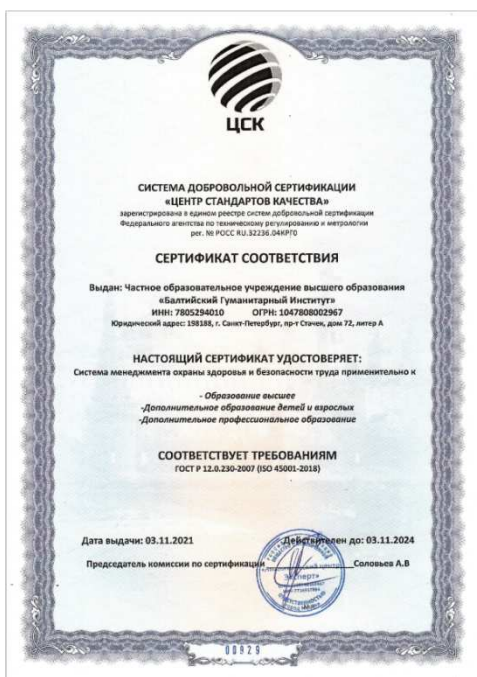 ЦСК
СИСТЕМА ДОБРОВОЛЬНОЙ СЕРТИФИКАЦИИ
«ЦЕНТР СТАНДАРТОВ КАЧЕСТВА»
зарегистрирована в едином реестре систем добровольной сертификации
Федерального агентства по техническому регулированию и метрологии
рег. № РОСС RU.32236.04КРГ0
СЕРТИФИКАТ СООТВЕТСТВИЯ
Выдан: Частное образовательное учреждение высшего образования
«Балтийский Гуманитарный Институт»
ИНН: 7805294010 ОГРН: 1047808002967
Юридический адрес: 198188, г. Санкт-Петербург, пр-т Стачек, дом 72, литер А
НАСТОЯЩИЙ СЕРТИФИКАТ УДОСТОВЕРЯЕТ:
Система менеджмента охраны здоровья и безопасности труда применительно к
- Образование высшее
-Дополнительное образование детей и взрослых
-Дополнительное профессиональное образование
СООТВЕТСТВУЕТ ТРЕБОВАНИЯМ
ГОСТ Р 12.0.230-2007 (ISO 45001-2018)
Дата выдачи: 03.11.2021 Действителен до: 03.11.2024
Председатель комиссии по сертификации Соловьев А.В
Эксперт»
00929